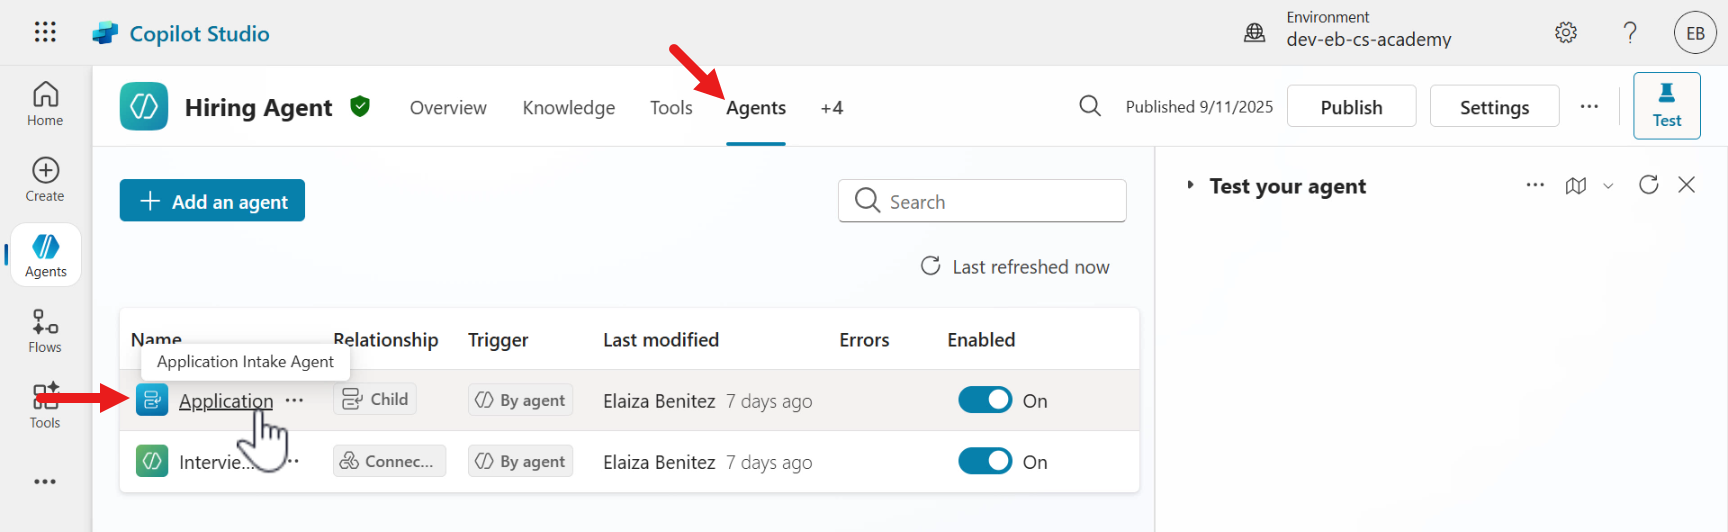 Copilot Studio
Environment
dev-eb-cs-academy
EB
Home
Create
Agents
Flows
Tools
Hiring Agent
Overview
Knowledge
Tools
Agents
+4
Published 9/11/2025
Publish
Settings
Test
Add an agent
Search
Last refreshed now
Name
Relationship
Trigger
Last modified
Errors
Enabled
Application Intake Agent
Application
Child
By agent
Elaiza Benitez 7 days ago
On
Intervie...
Connec...
By agent
Elaiza Benitez 7 days ago
On
Test your agent